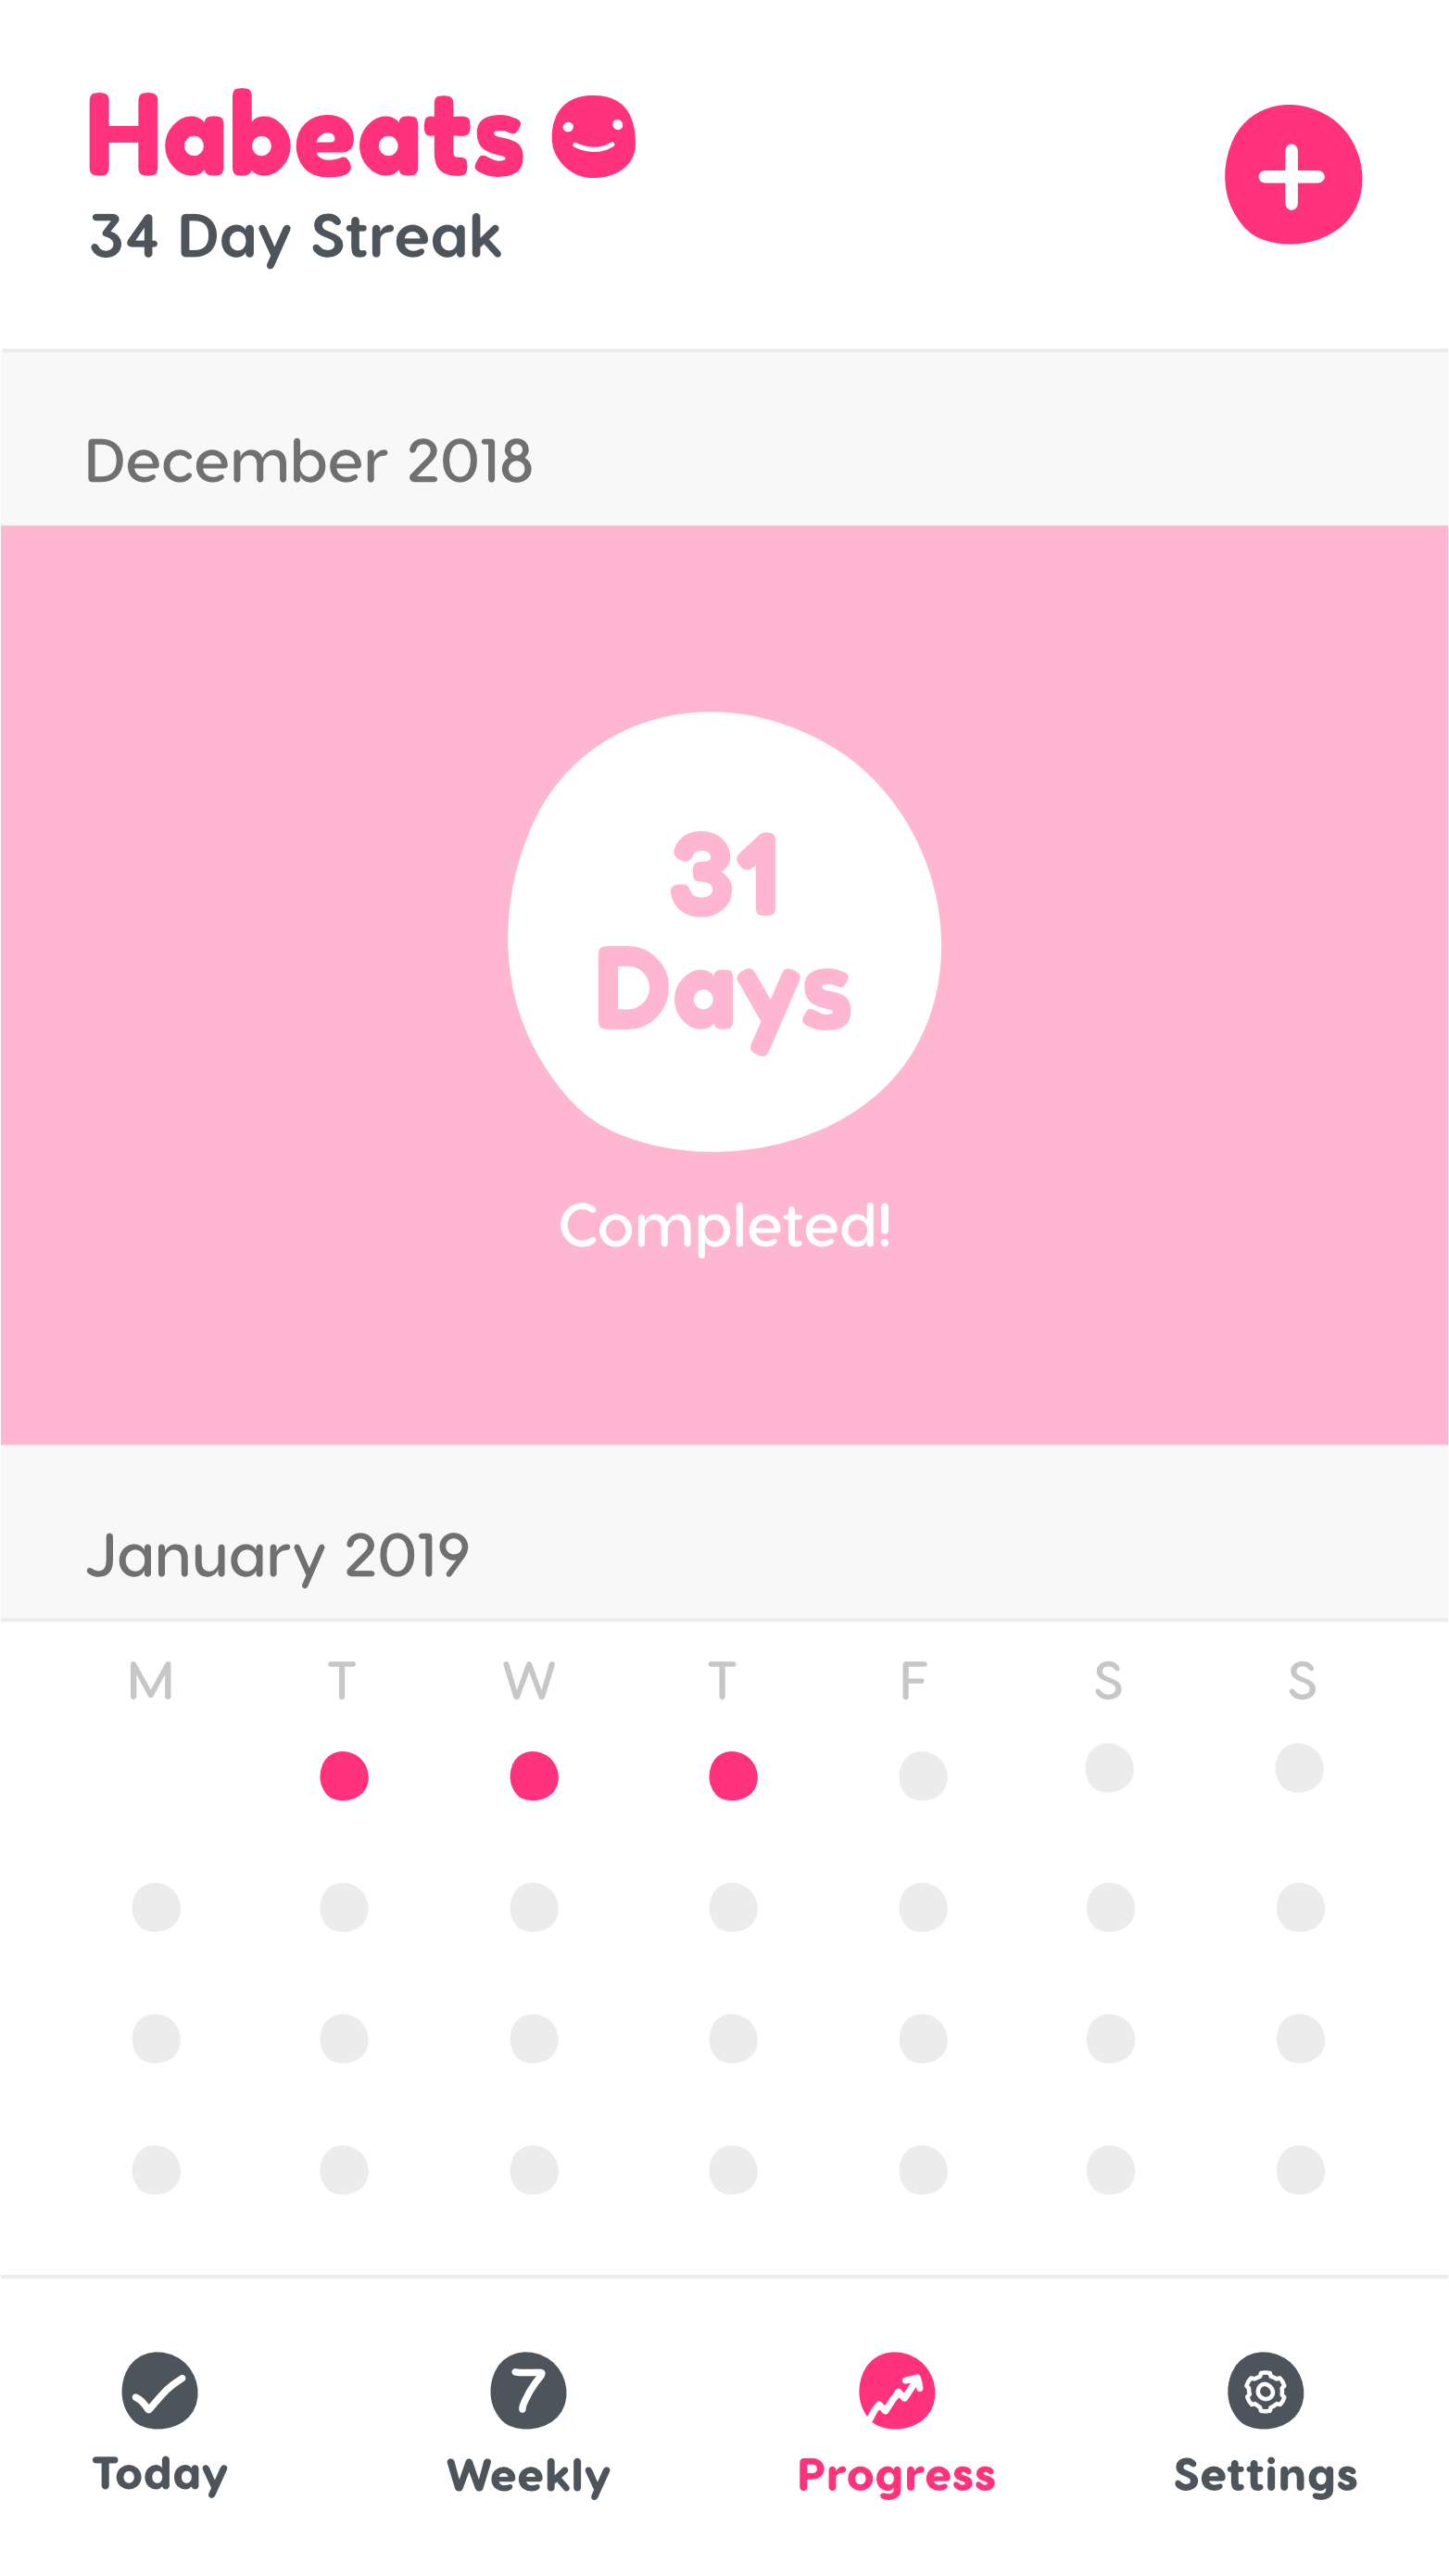 Habeats
34 Day Streak
December 2018
31
Days
Completed!
January 2019
M T W T F S S
7
Today Weekly Progress Settings